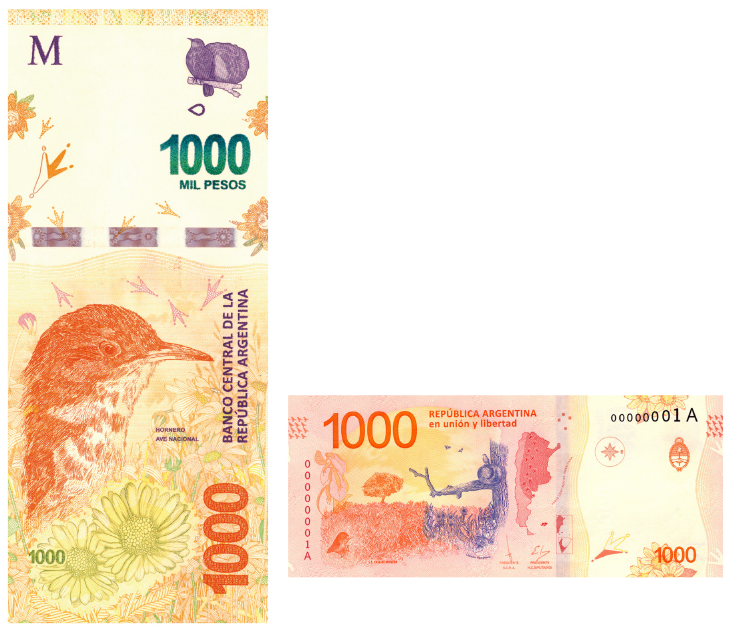 M
1000
MIL PESOS
BANCO CENTRAL DE LA
REPÚBLICA ARGENTINA
HORNERO
AVE NACIONAL
1000
1000
1000
REPÚBLICA ARGENTINA
en unión y libertad
00000001 A
00000001A
PRESIDENTE
1000